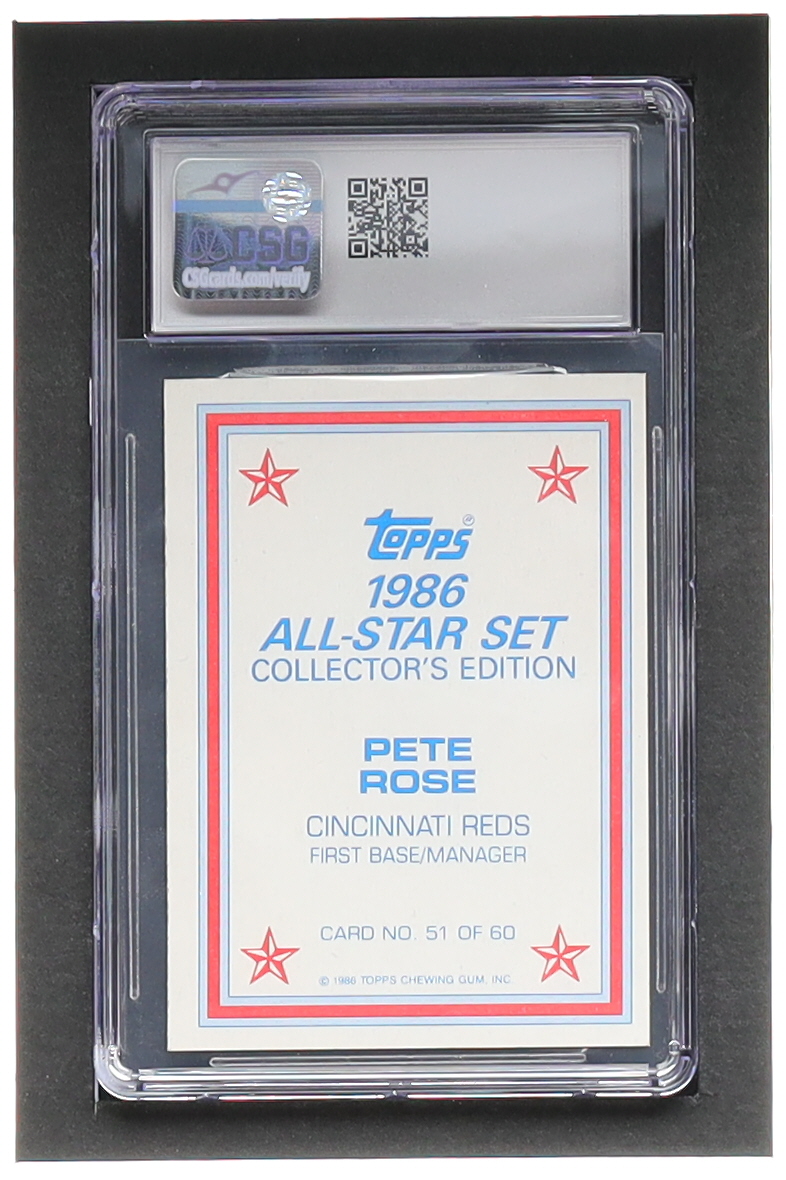 CSG
CSGcards.com/verify
Topps®
1986
ALL-STAR SET
COLLECTOR'S EDITION
PETE
ROSE
CINCINNATI REDS
FIRST BASE/MANAGER
CARD NO. 51 OF 60
© 1986 TOPPS CHEWING GUM, INC.